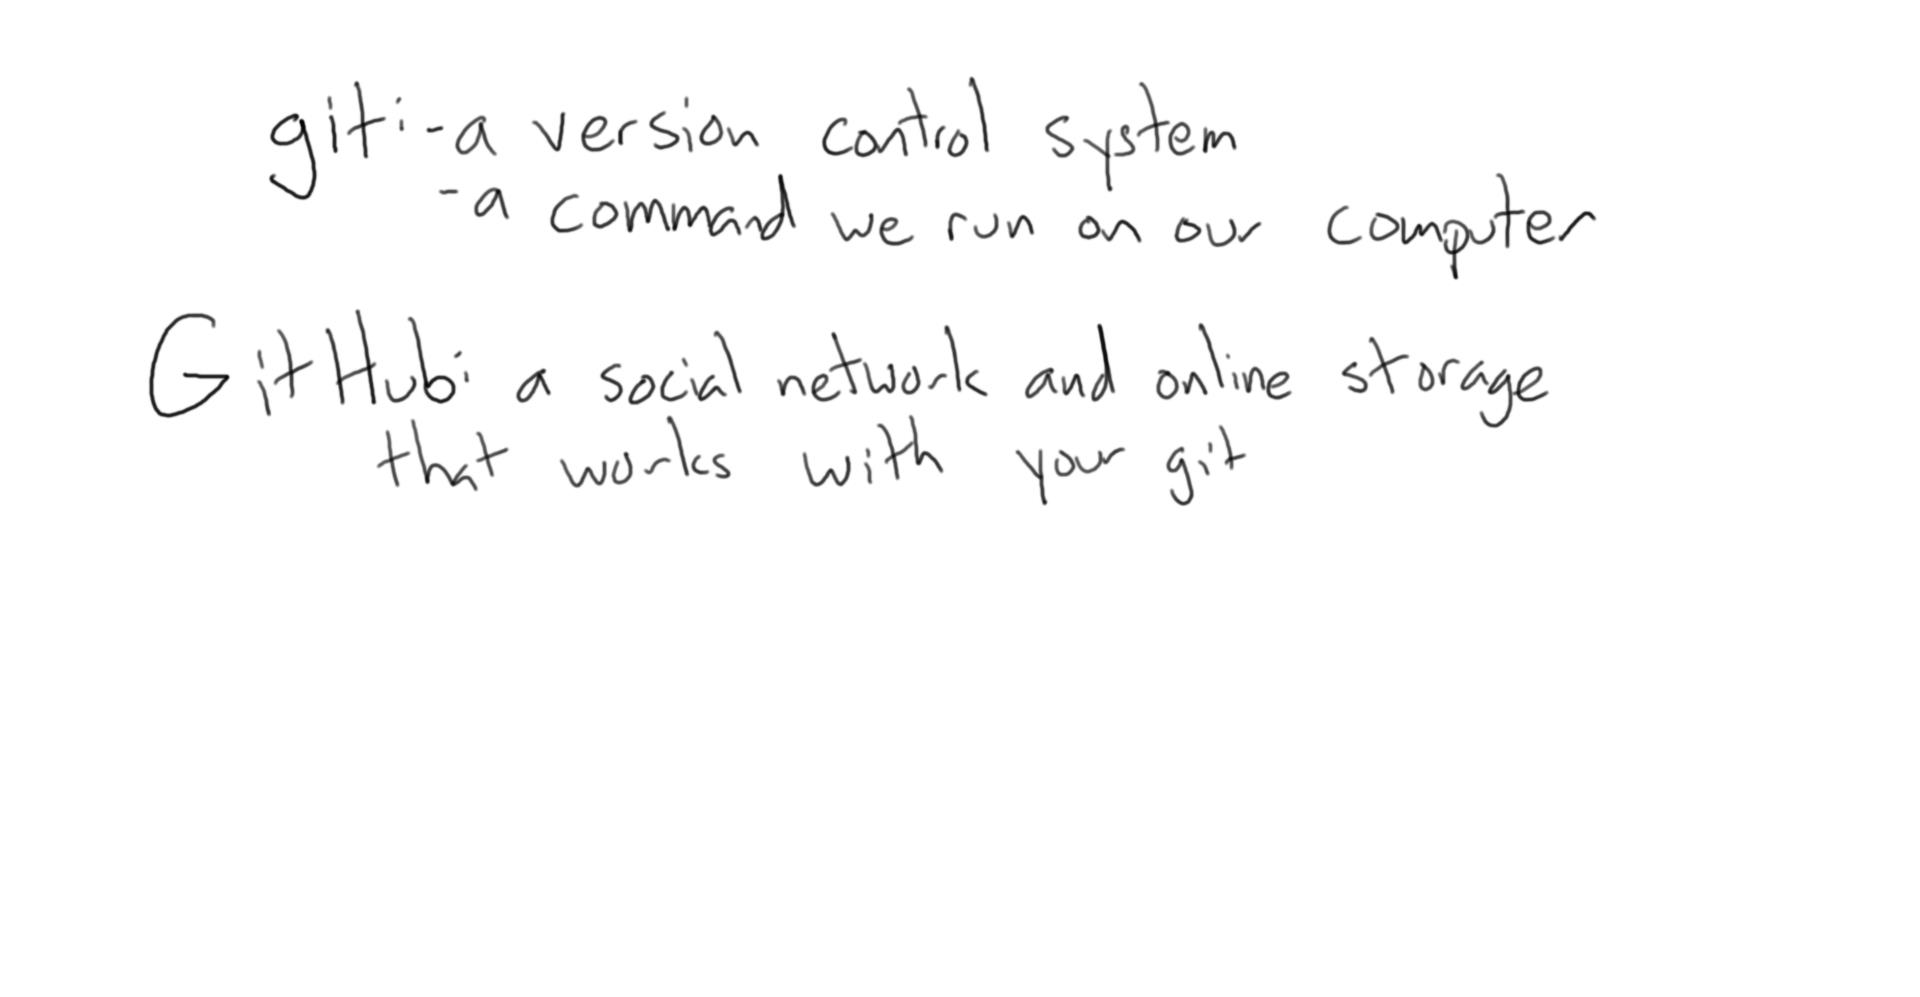 git: -a version control system
-a command we run on our computer
GitHub: a social network and online storage
that works with your git